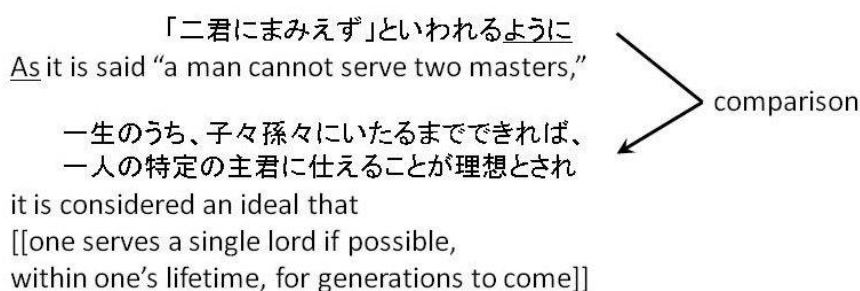 「二君にまみえず」といわれるように
As it is said “a man cannot serve two masters,”
comparison
一生のうち、子々孫々にいたるまでできれば、
一人の特定の主君に仕えることが理想とされ
it is considered an ideal that
[[one serves a single lord if possible,
within one’s lifetime, for generations to come]]